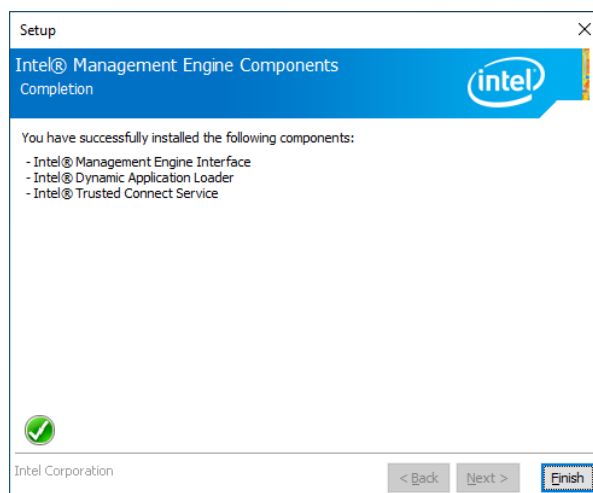 Setup
Intel® Management Engine Components
Completion
intel
You have successfully installed the following components:
- Intel® Management Engine Interface
- Intel® Dynamic Application Loader
- Intel® Trusted Connect Service
Intel Corporation
< Back
Next >
Finish